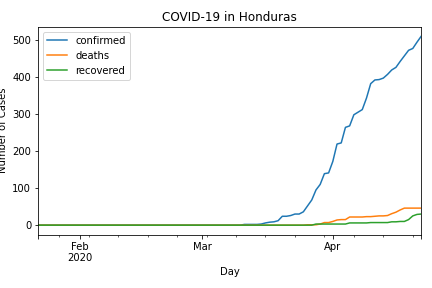 COVID-19 in Honduras
confirmed
deaths
recovered
Number of Cases
500
400
300
200
100
0
Feb
2020
Mar
Apr
Day